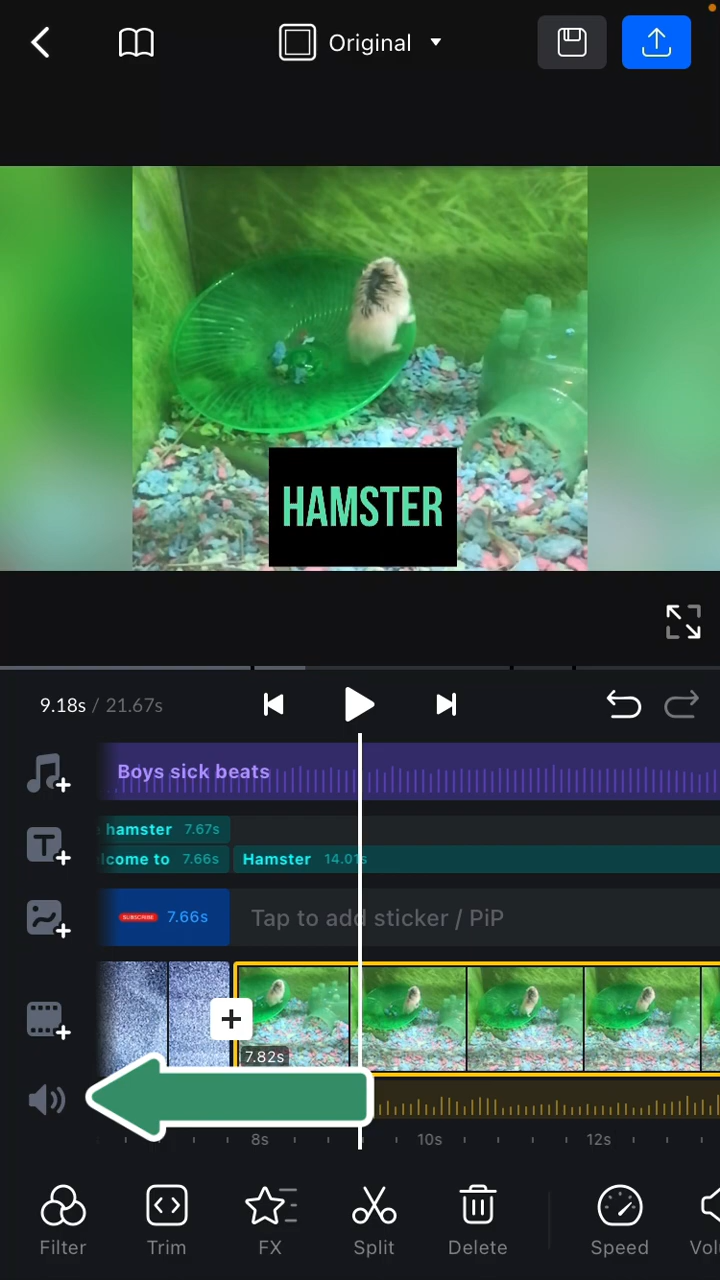 Original
HAMSTER
9.18s / 21.67s
Boys sick beats
hamster 7.67s
lcome to 7.66s Hamster 14.01s
SUBSCRIBE 7.66s Tap to add sticker / PiP
7.82s
8s 10s 12s
Filter Trim FX Split Delete Speed Vol